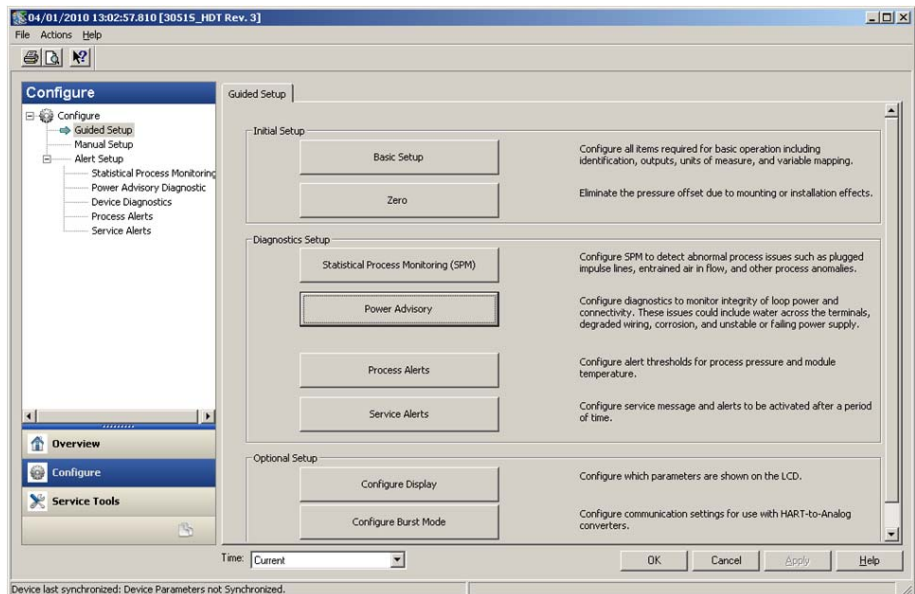 04/01/2010 13:02:57.810 [3051S_HDT Rev. 3]
File Actions Help
Configure
Configure
Guided Setup
Manual Setup
Alert Setup
Statistical Process Monitoring
Power Advisory Diagnostic
Device Diagnostics
Process Alerts
Service Alerts
Overview
Configure
Service Tools
Guided Setup
Initial Setup
Basic Setup
Configure all items required for basic operation including
identification, outputs, units of measure, and variable mapping.
Zero
Eliminate the pressure offset due to mounting or installation effects.
Diagnostics Setup
Statistical Process Monitoring (SPM)
Configure SPM to detect abnormal process issues such as plugged
impulse lines, entrained air in flow, and other process anomalies.
Power Advisory
Configure diagnostics to monitor integrity of loop power and
connectivity. These issues could include water across the terminals,
degraded wiring, corrosion, and unstable or failing power supply.
Process Alerts
Configure alert thresholds for process pressure and module
temperature.
Service Alerts
Configure service message and alerts to be activated after a period
of time.
Optional Setup
Configure Display
Configure which parameters are shown on the LCD.
Configure Burst Mode
Configure communication settings for use with HART-to-Analog
converters.
Time: Current
OK Cancel Apply Help
Device last synchronized: Device Parameters not Synchronized.